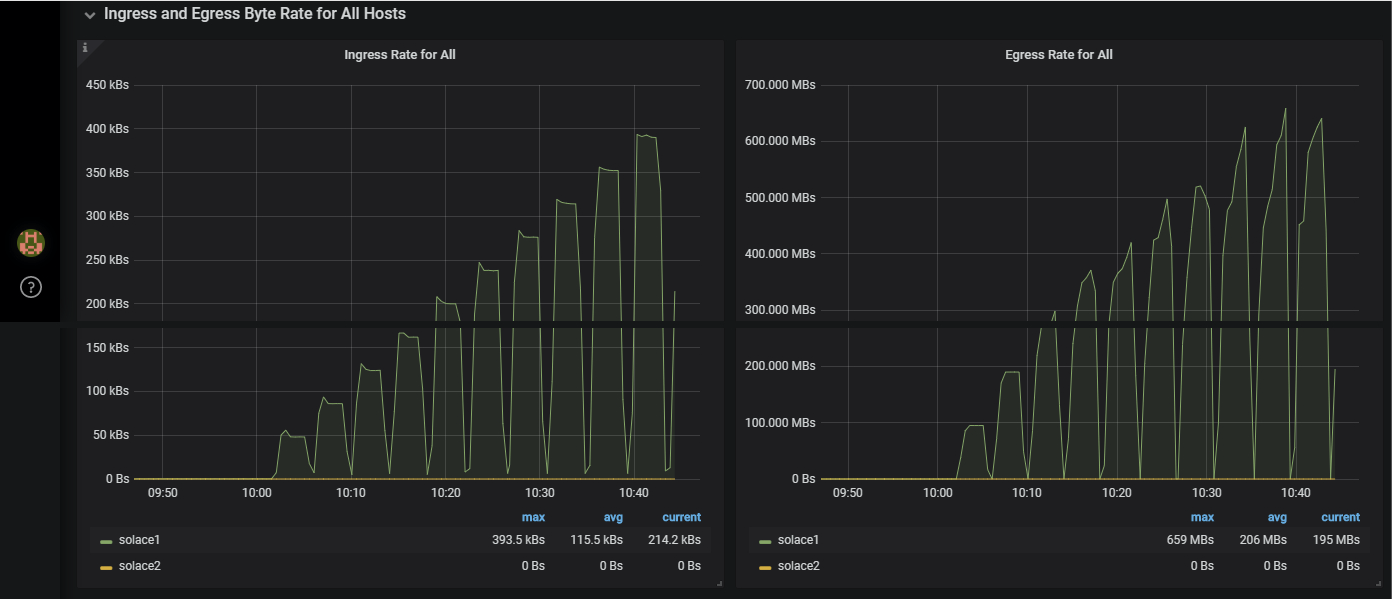 Ingress and Egress Byte Rate for All Hosts
i
Ingress Rate for All
450 kBs
400 kBs
350 kBs
300 kBs
250 kBs
200 kBs
150 kBs
100 kBs
50 kBs
0 Bs
09:50 10:00 10:10 10:20 10:30 10:40
max avg current
solace1 393.5 kBs 115.5 kBs 214.2 kBs
solace2 0 Bs 0 Bs 0 Bs
Egress Rate for All
700.000 MBs
600.000 MBs
500.000 MBs
400.000 MBs
300.000 MBs
200.000 MBs
100.000 MBs
0 Bs
09:50 10:00 10:10 10:20 10:30 10:40
max avg current
solace1 659 MBs 206 MBs 195 MBs
solace2 0 Bs 0 Bs 0 Bs
?